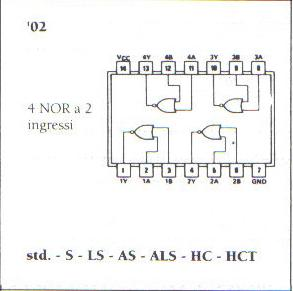 '02
VCC 4Y 4B 4A 3Y 3B 3A
14 13 12 11 10 9 8
4 NOR a 2
ingressi
1 2 3 4 5 6 7
1Y 1A 1B 2Y 2A 2B GND
std. - S - LS - AS - ALS - HC - HCT